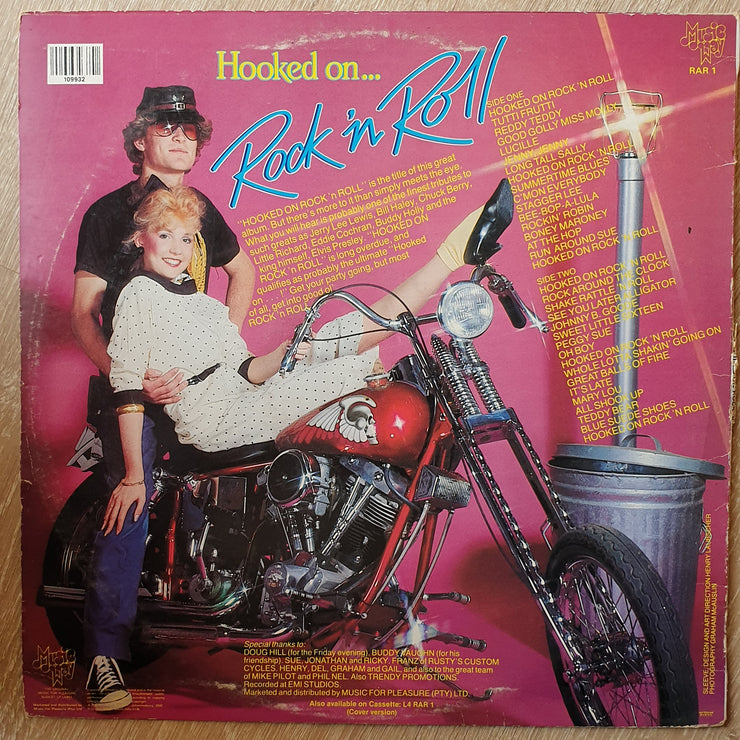 Hooked on...
Rock 'n Roll
109932
Music Way
RAR 1
"HOOKED ON ROCK 'n ROLL" is the title of this great
album. But there's more to it than simply meets the eye.
What you will hear is probably one of the finest tributes to
such greats as Jerry Lee Lewis, Bill Haley, Chuck Berry,
Little Richard, Eddie Cochran, Buddy Holly and the
king himself, Elvis Presley. "HOOKED ON
ROCK 'n ROLL" is long overdue, and
qualifies as probably the ultimate "Hooked
on . . . ." Get your party going, but most
of all, get into good ol'
ROCK 'n ROLL
SIDE ONE
HOOKED ON ROCK 'N ROLL
TUTTI FRUTTI
REDDY TEDDY
GOOD GOLLY MISS MOLLY
LUCILLE
JENNY, JENNY
LONG TALL SALLY
HOOKED ON ROCK 'N ROLL
SUMMERTIME BLUES
C'MON EVERYBODY
STAGGER LEE
BEE-BOP-A-LULA
ROCKIN' ROBIN
BONEY MARONEY
AT THE HOP
RUN AROUND SUE
HOOKED ON ROCK 'N ROLL
SIDE TWO
HOOKED ON ROCK 'N ROLL
ROCK AROUND THE CLOCK
SHAKE RATTLE 'N ROLL
SEE YOU LATER ALLIGATOR
JOHNNY B. GOODE
SWEET LITTLE SIXTEEN
PEGGY SUE
OH BOY
HOOKED ON ROCK 'N ROLL
WHOLE LOTTA SHAKIN' GOING ON
GREAT BALLS OF FIRE
IT'S LATE
MARY LOU
ALL SHOOK UP
TEDDY BEAR
BLUE SUEDE SHOES
HOOKED ON ROCK 'N ROLL
SLEEVE DESIGN AND ART DIRECTION HENRY
PHOTOGRAPHY GRAHAM McAUSLIN
Music Way
Special thanks to:
DOUG HILL (for the Friday evening). BUDDY VAUGHN (for his
friendship). SUE, JONATHAN and RICKY. FRANZ of RUSTY'S CUSTOM
CYCLES. HENRY, DEL, GRAHAM and GAIL, and also to the great team
of MIKE PILOT and PHIL NEL. Also TRENDY PROMOTIONS.
Recorded at EMI STUDIOS.
Marketed and distributed by MUSIC FOR PLEASURE (PTY) LTD.
Also available on Cassette: L4 RAR 1
(Cover version)